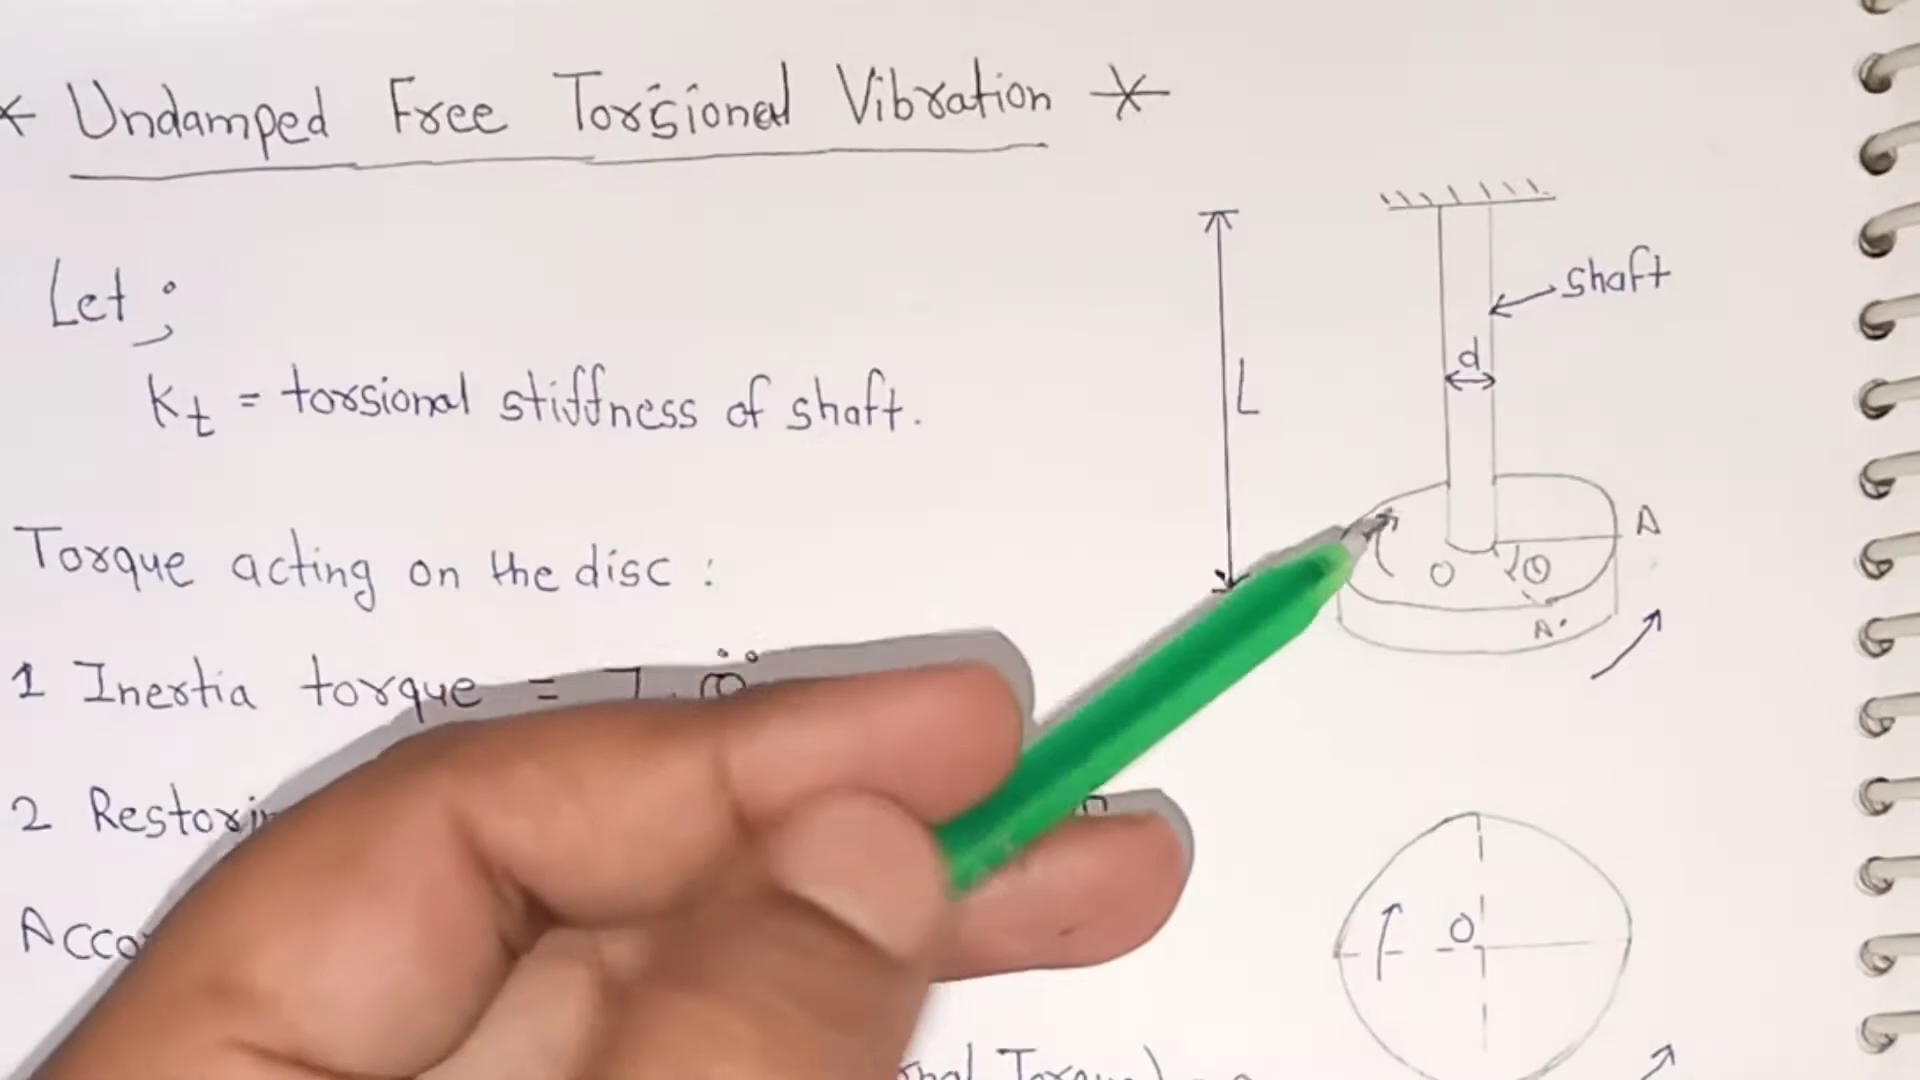 * Undamped Free Torsional Vibration *
Let ;
Kt = torsional stiffness of shaft.
Torque acting on the disc :
1 Inertia torque =
2
shaft
d
L
A
O θ
A'
O